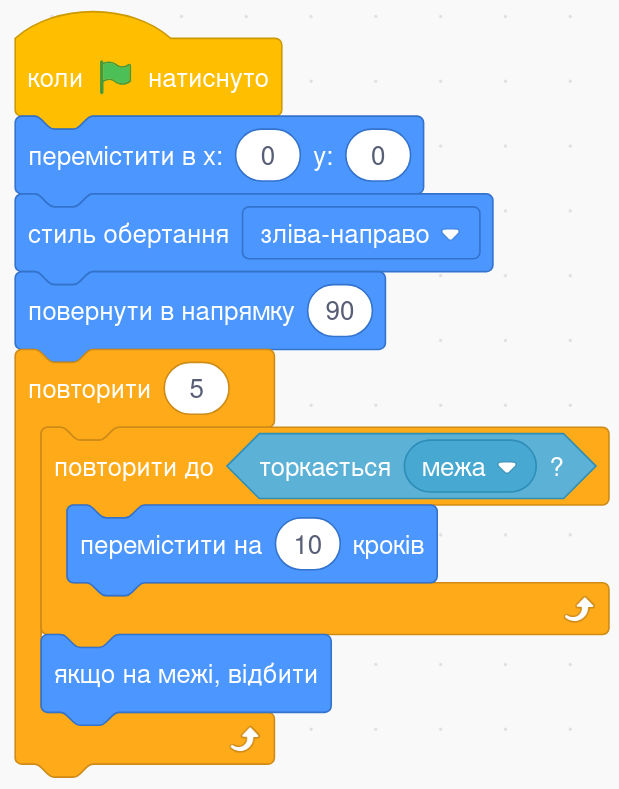 коли натиснуто
перемістити в x: 0 y: 0
стиль обертання зліва-направо
повернути в напрямку 90
повторити 5
повторити до торкається межа ?
перемістити на 10 кроків
якщо на межі, відбити